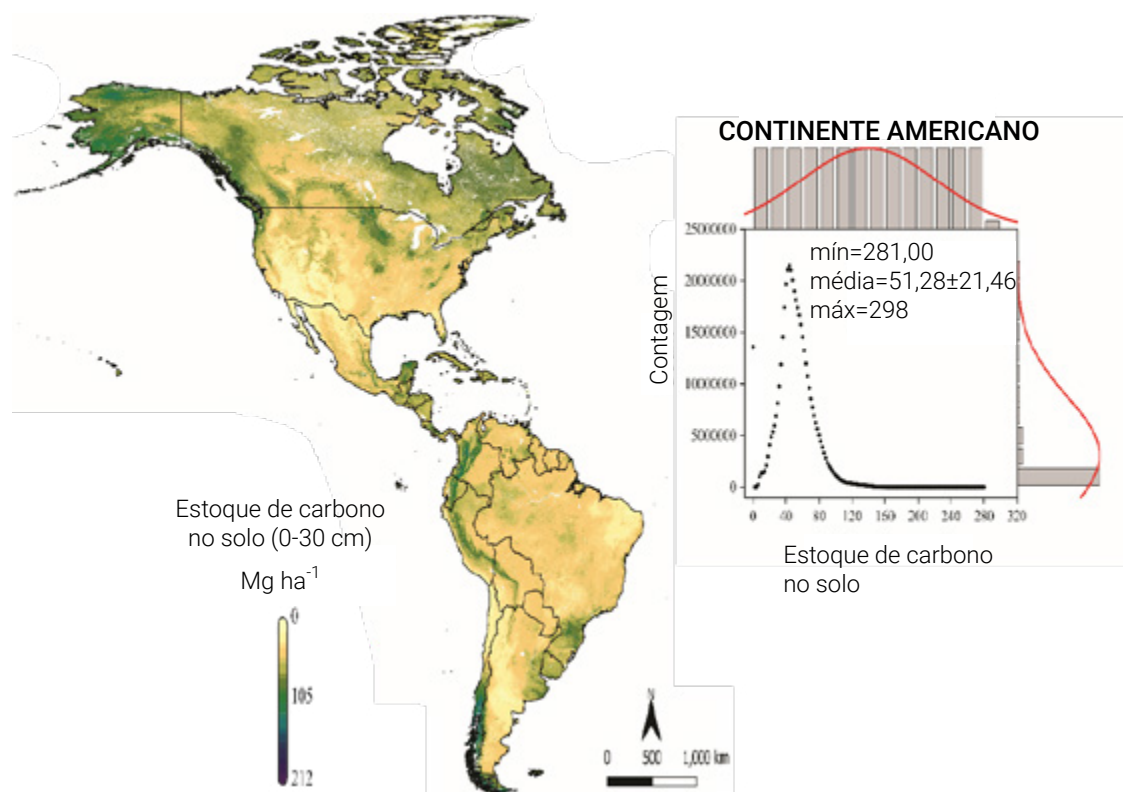 CONTINENTE AMERICANO
mín=281,00
média=51,28±21,46
máx=298
Contagem
25000000
20000000
15000000
10000000
5000000
0
0 40 80 120 160 200 240 280 320
Estoque de carbono
no solo
Estoque de carbono
no solo (0-30 cm)
Mg ha⁻¹
0
105
212
N
0 500 1,000 km